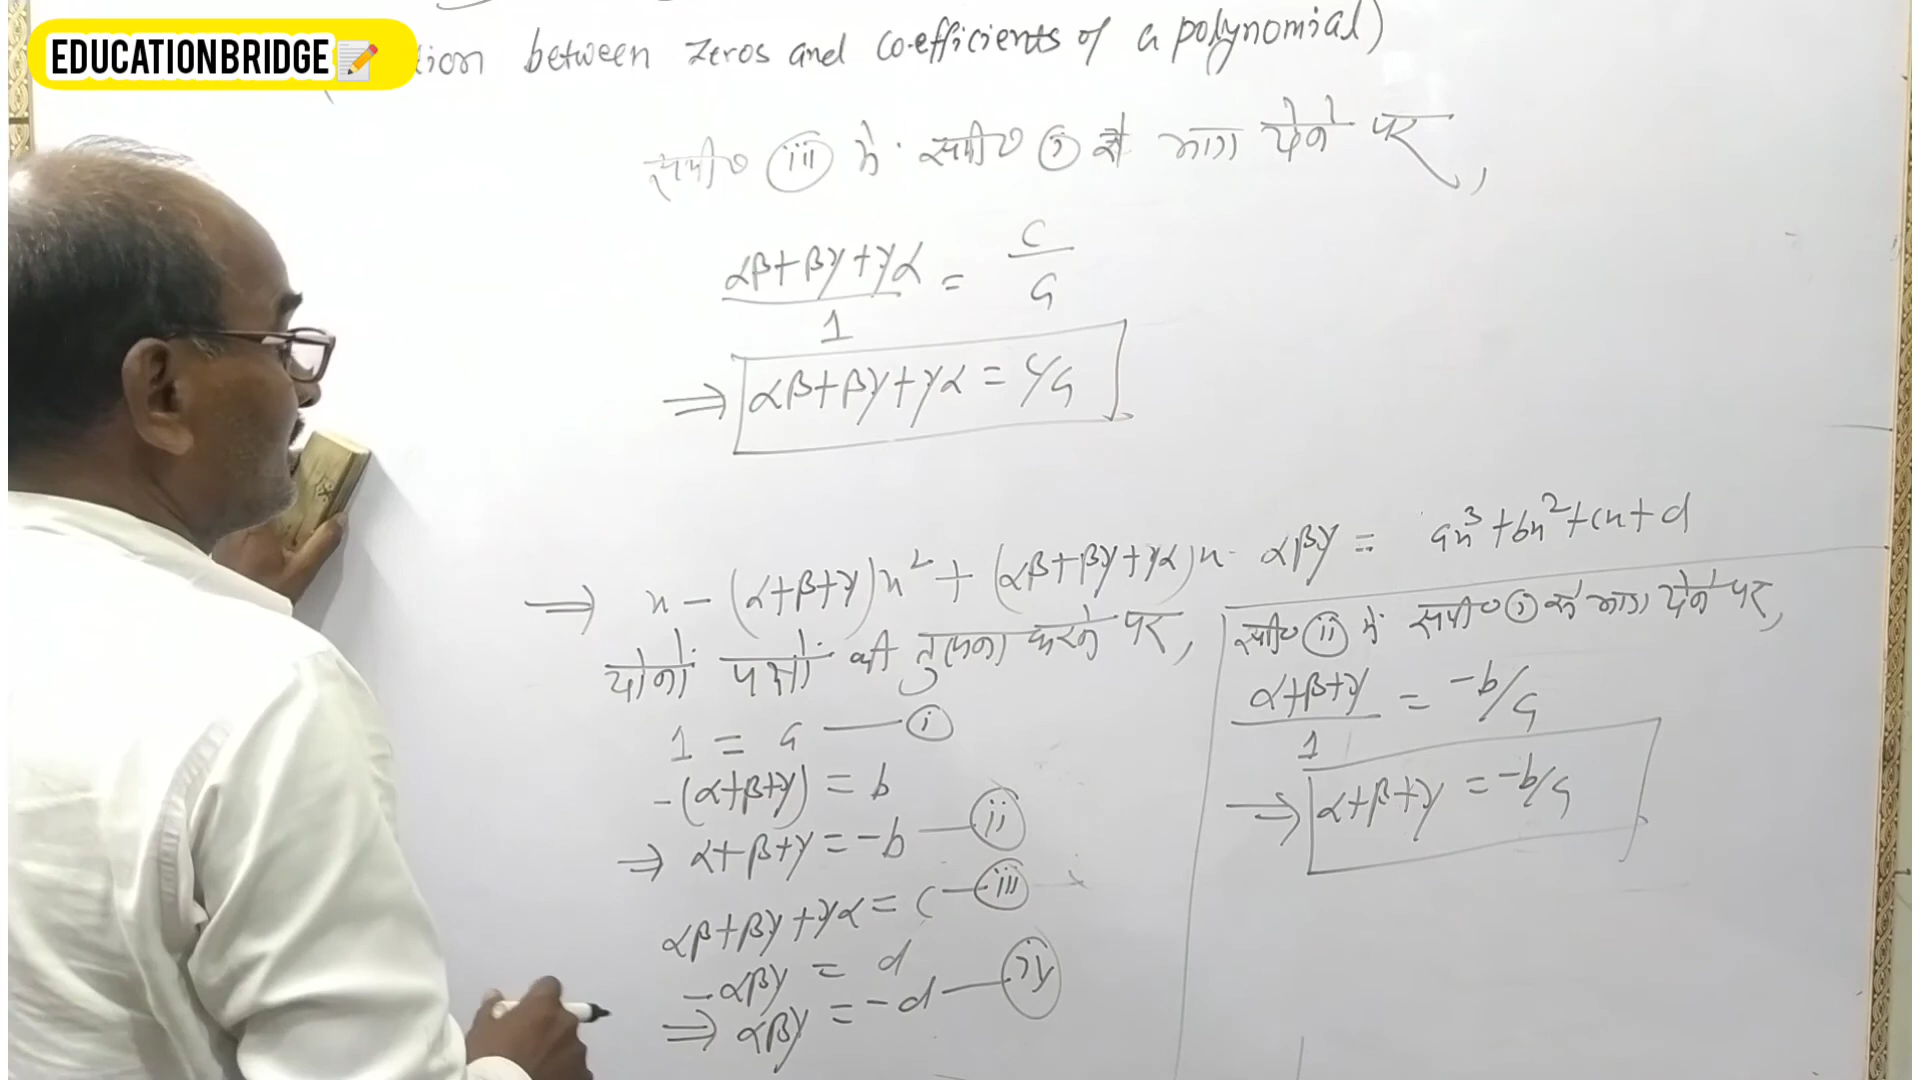 EDUCATIONBRIDGE
tion between zeros and co-efficients of a polynomial)
समी० (iii) में समी० (i) से भाग देने पर,
αβ+βγ+γα / 1 = c / a
⇒ αβ+βγ+γα = c/a
⇒ x - (α+β+γ)x² + (αβ+βγ+γα)x - αβγ = ax³+bx²+cx+d
दोनों पक्षों की तुलना करने पर,
1 = a — (i)
-(α+β+γ) = b
⇒ α+β+γ = -b — (ii)
αβ+βγ+γα = c — (iii)
-αβγ = d
⇒ αβγ = -d — (iv)
समी० (ii) में समी० (i) से भाग देने पर,
α+β+γ / 1 = -b/a
⇒ α+β+γ = -b/a